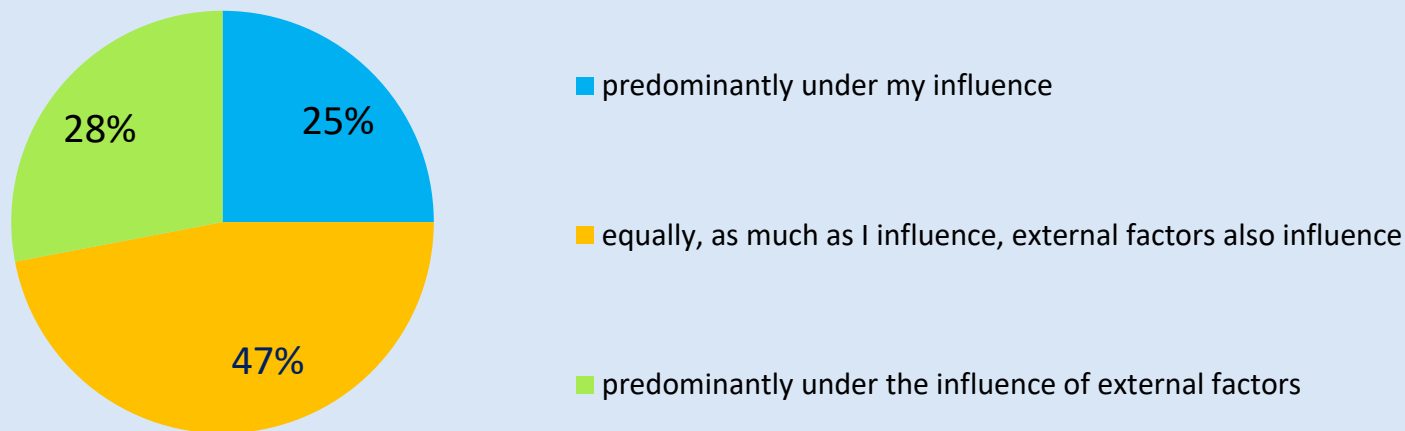 28%
25%
47%
predominantly under my influence
equally, as much as I influence, external factors also influence
predominantly under the influence of external factors